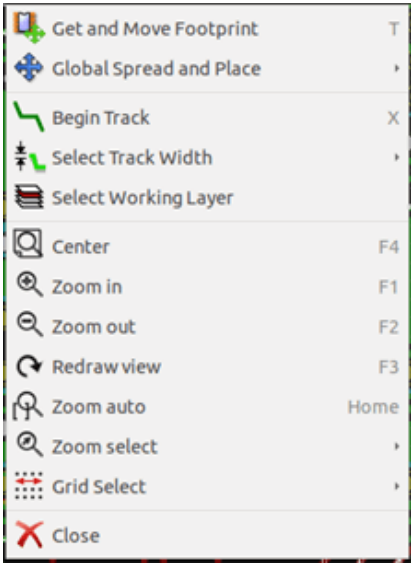 Get and Move Footprint T
Global Spread and Place
Begin Track X
Select Track Width
Select Working Layer
Center F4
Zoom in F1
Zoom out F2
Redraw view F3
Zoom auto Home
Zoom select
Grid Select
Close